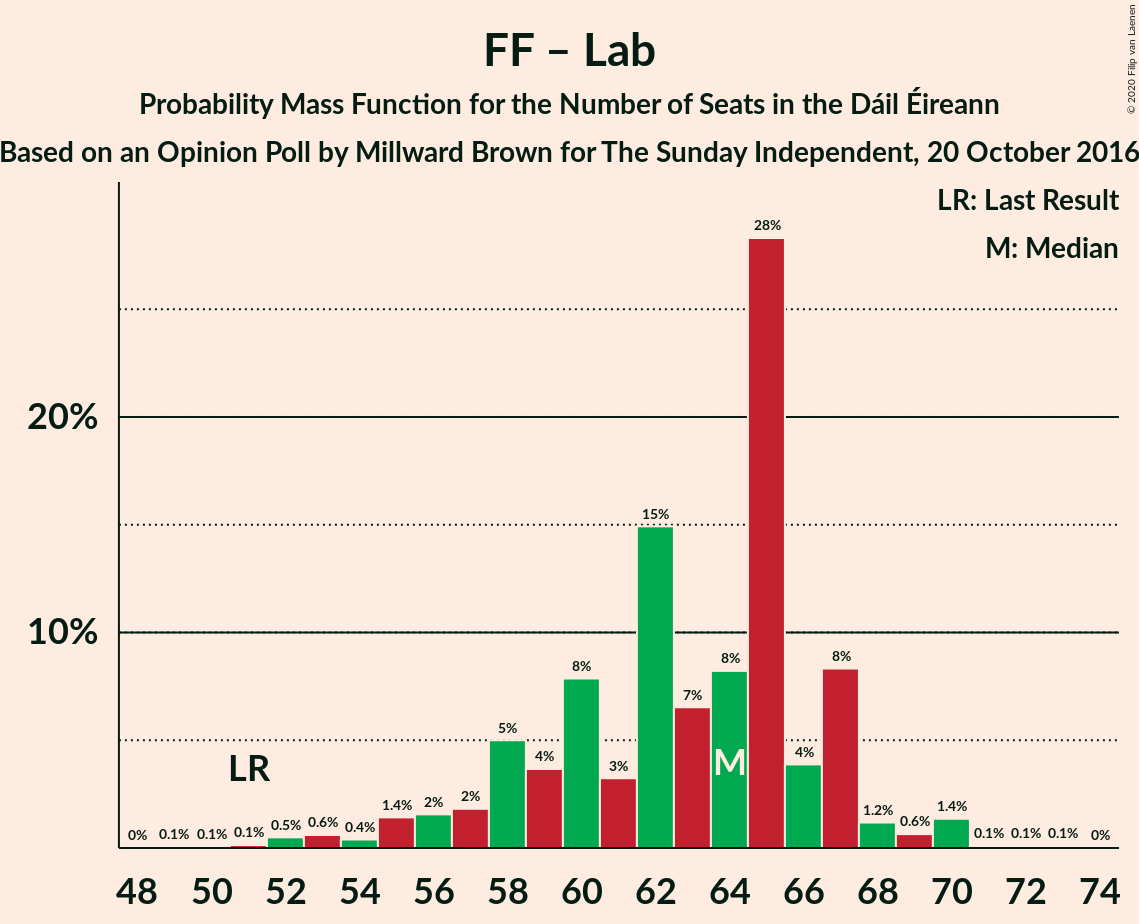 FF – Lab
Probability Mass Function for the Number of Seats in the Dáil Éireann
Based on an Opinion Poll by Millward Brown for The Sunday Independent, 20 October 2016
© 2020 Filip van Laenen
LR: Last Result
M: Median
20%
10%
LR
M
0% 0.1% 0.1% 0.1% 0.5% 0.6% 0.4% 1.4% 2% 2% 5% 4% 8% 3% 15% 7% 8% 28% 4% 8% 1.2% 0.6% 1.4% 0.1% 0.1% 0.1% 0%
48 50 52 54 56 58 60 62 64 66 68 70 72 74